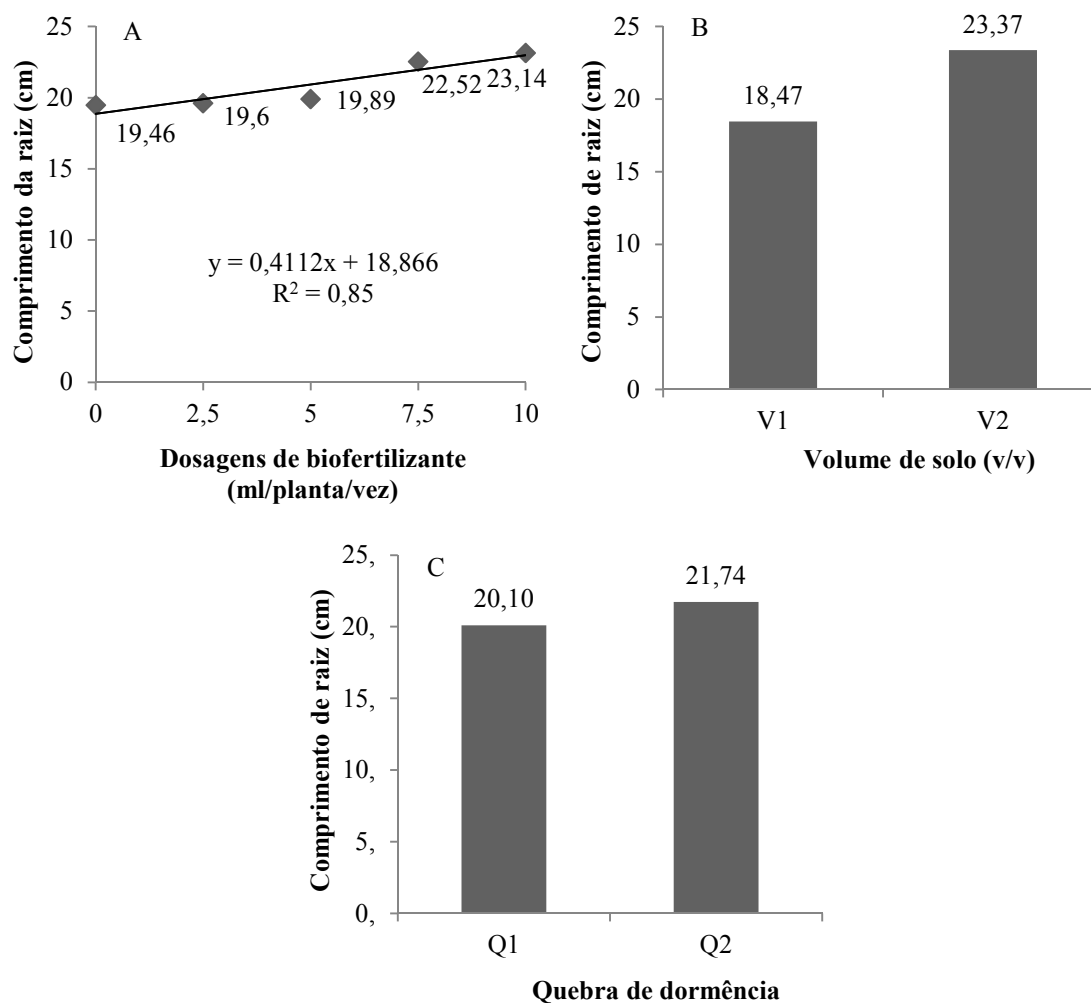 A
Comprimento da raiz (cm)
25
20
15
10
5
0
19,46
19,6
19,89
22,52
23,14
y = 0,4112x + 18,866
R² = 0,85
0
2,5
5
7,5
10
Dosagens de biofertilizante
(ml/planta/vez)
B
Comprimento de raiz (cm)
25
20
15
10
5
0
18,47
23,37
V1
V2
Volume de solo (v/v)
C
Comprimento de raiz (cm)
25,
20,
15,
10,
5,
0,
20,10
21,74
Q1
Q2
Quebra de dormência